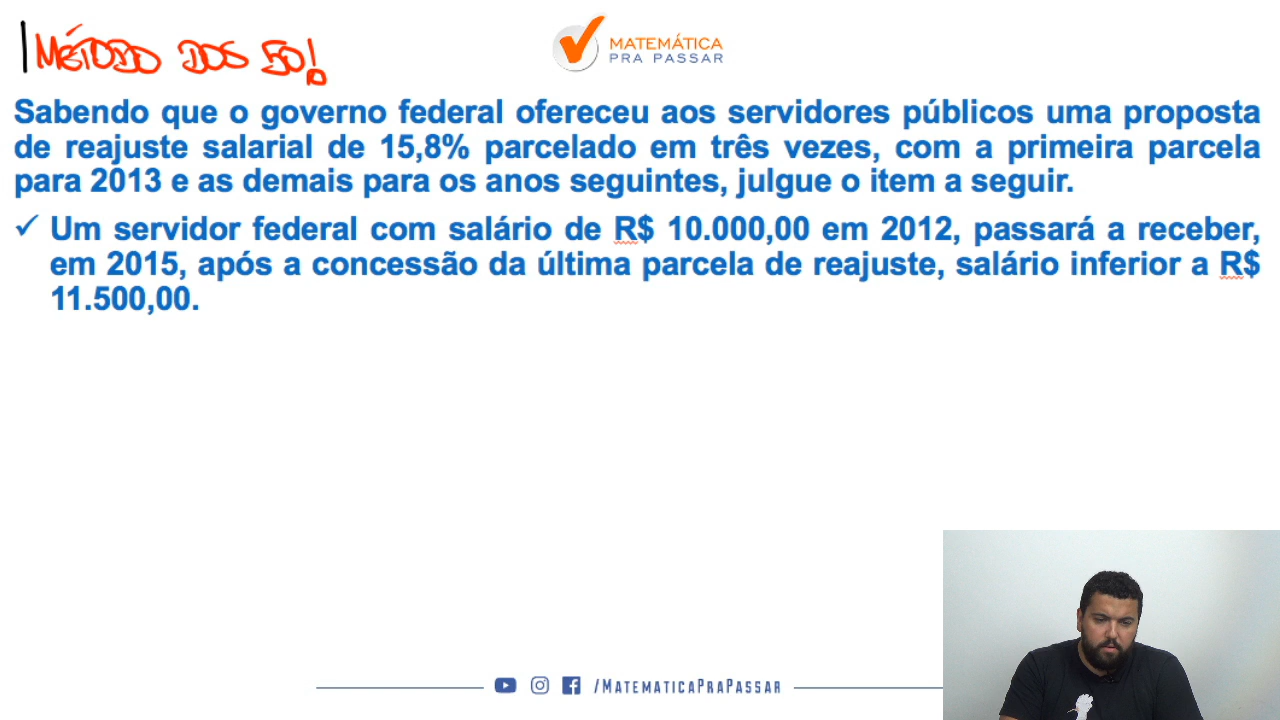 MÉTODO DOS 50!
MATEMÁTICA
PRA PASSAR
Sabendo que o governo federal ofereceu aos servidores públicos uma proposta
de reajuste salarial de 15,8% parcelado em três vezes, com a primeira parcela
para 2013 e as demais para os anos seguintes, julgue o item a seguir.
✓ Um servidor federal com salário de R$ 10.000,00 em 2012, passará a receber,
em 2015, após a concessão da última parcela de reajuste, salário inferior a R$
11.500,00.
/MATEMATICAPRAPASSAR